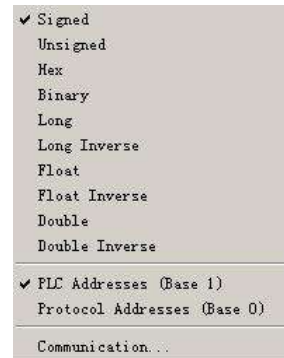 Signed
Unsigned
Hex
Binary
Long
Long Inverse
Float
Float Inverse
Double
Double Inverse
PLC Addresses (Base 1)
Protocol Addresses (Base 0)
Communication...